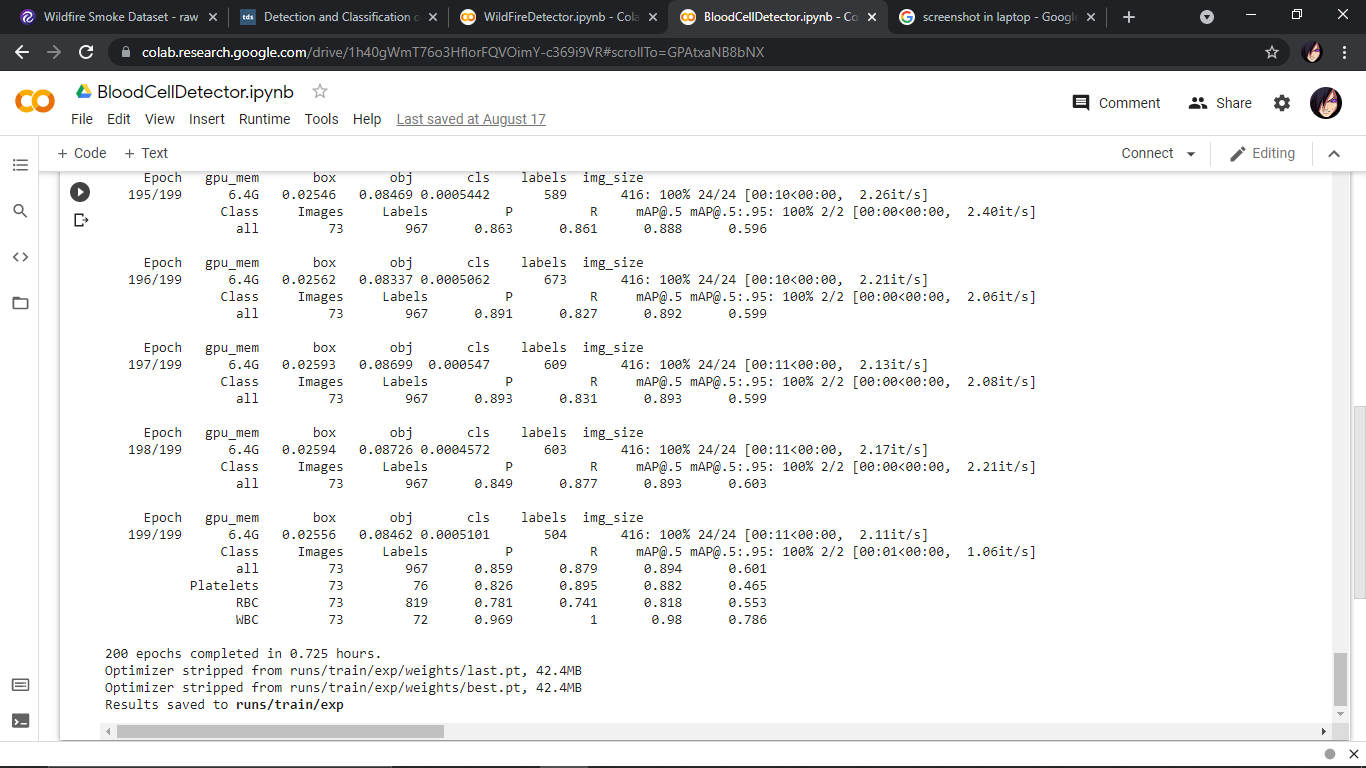 Wildfire Smoke Dataset - raw
tds Detection and Classification o
WildFireDetector.ipynb - Cola
BloodCellDetector.ipynb - Co
screenshot in laptop - Google
colab.research.google.com/drive/1h40gWmT76o3HflorFQVOimY-c369i9VR#scrollTo=GPAtxaNB8bNX
BloodCellDetector.ipynb
Comment Share
File Edit View Insert Runtime Tools Help Last saved at August 17
+ Code + Text Connect Editing
Epoch gpu_mem box obj cls labels img_size
195/199 6.4G 0.02546 0.08469 0.0005442 589 416: 100% 24/24 [00:10<00:00, 2.26it/s]
Class Images Labels P R mAP@.5 mAP@.5:.95: 100% 2/2 [00:00<00:00, 2.40it/s]
all 73 967 0.863 0.861 0.888 0.596
Epoch gpu_mem box obj cls labels img_size
196/199 6.4G 0.02562 0.08337 0.0005062 673 416: 100% 24/24 [00:10<00:00, 2.21it/s]
Class Images Labels P R mAP@.5 mAP@.5:.95: 100% 2/2 [00:00<00:00, 2.06it/s]
all 73 967 0.891 0.827 0.892 0.599
Epoch gpu_mem box obj cls labels img_size
197/199 6.4G 0.02593 0.08699 0.000547 609 416: 100% 24/24 [00:11<00:00, 2.13it/s]
Class Images Labels P R mAP@.5 mAP@.5:.95: 100% 2/2 [00:00<00:00, 2.08it/s]
all 73 967 0.893 0.831 0.893 0.599
Epoch gpu_mem box obj cls labels img_size
198/199 6.4G 0.02594 0.08726 0.0004572 603 416: 100% 24/24 [00:11<00:00, 2.17it/s]
Class Images Labels P R mAP@.5 mAP@.5:.95: 100% 2/2 [00:00<00:00, 2.21it/s]
all 73 967 0.849 0.877 0.893 0.603
Epoch gpu_mem box obj cls labels img_size
199/199 6.4G 0.02556 0.08462 0.0005101 504 416: 100% 24/24 [00:11<00:00, 2.11it/s]
Class Images Labels P R mAP@.5 mAP@.5:.95: 100% 2/2 [00:01<00:00, 1.06it/s]
all 73 967 0.859 0.879 0.894 0.601
Platelets 73 76 0.826 0.895 0.882 0.465
RBC 73 819 0.781 0.741 0.818 0.553
WBC 73 72 0.969 1 0.98 0.786
200 epochs completed in 0.725 hours.
Optimizer stripped from runs/train/exp/weights/last.pt, 42.4MB
Optimizer stripped from runs/train/exp/weights/best.pt, 42.4MB
Results saved to runs/train/exp